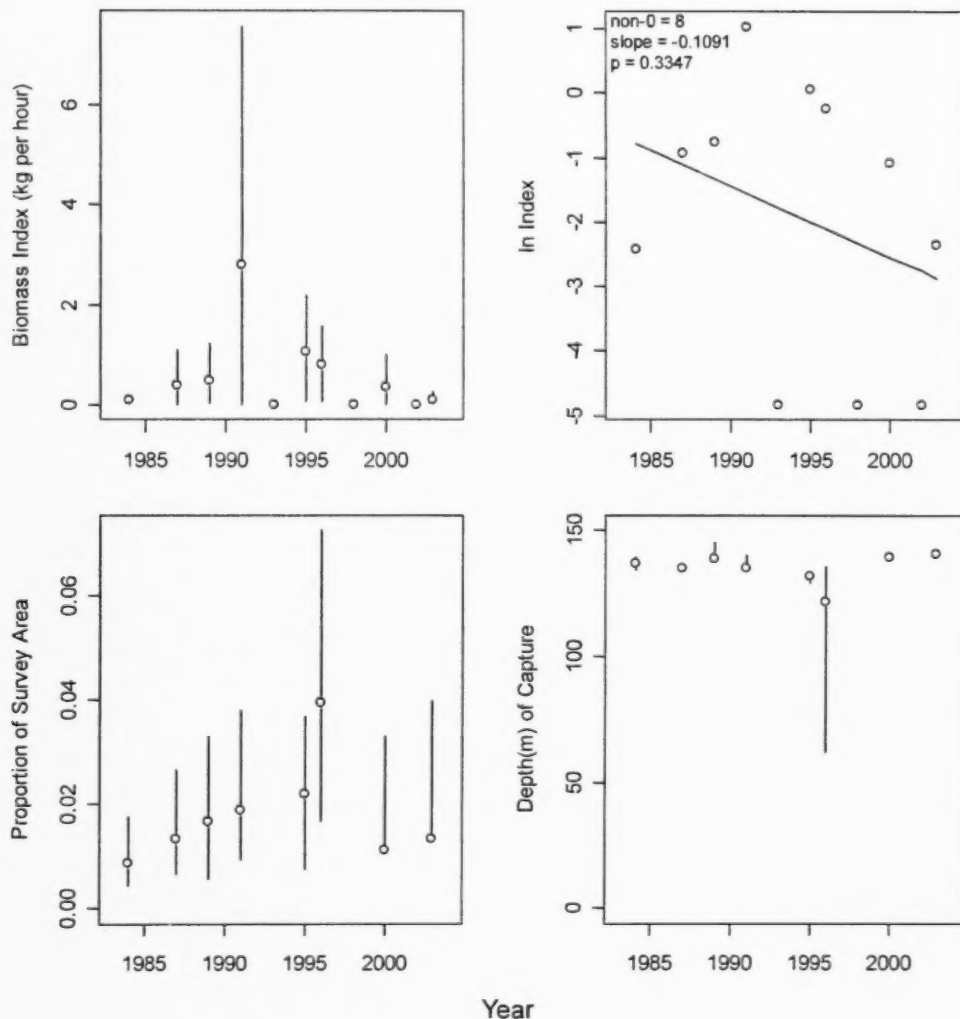 Biomass Index (kg per hour)
0 2 4 6
1985 1990 1995 2000
ln Index
-5 -4 -3 -2 -1 0 1
non-0 = 8
slope = -0.1091
p = 0.3347
1985 1990 1995 2000
Proportion of Survey Area
0.00 0.02 0.04 0.06
1985 1990 1995 2000
Depth(m) of Capture
0 50 100 150
1985 1990 1995 2000
Year